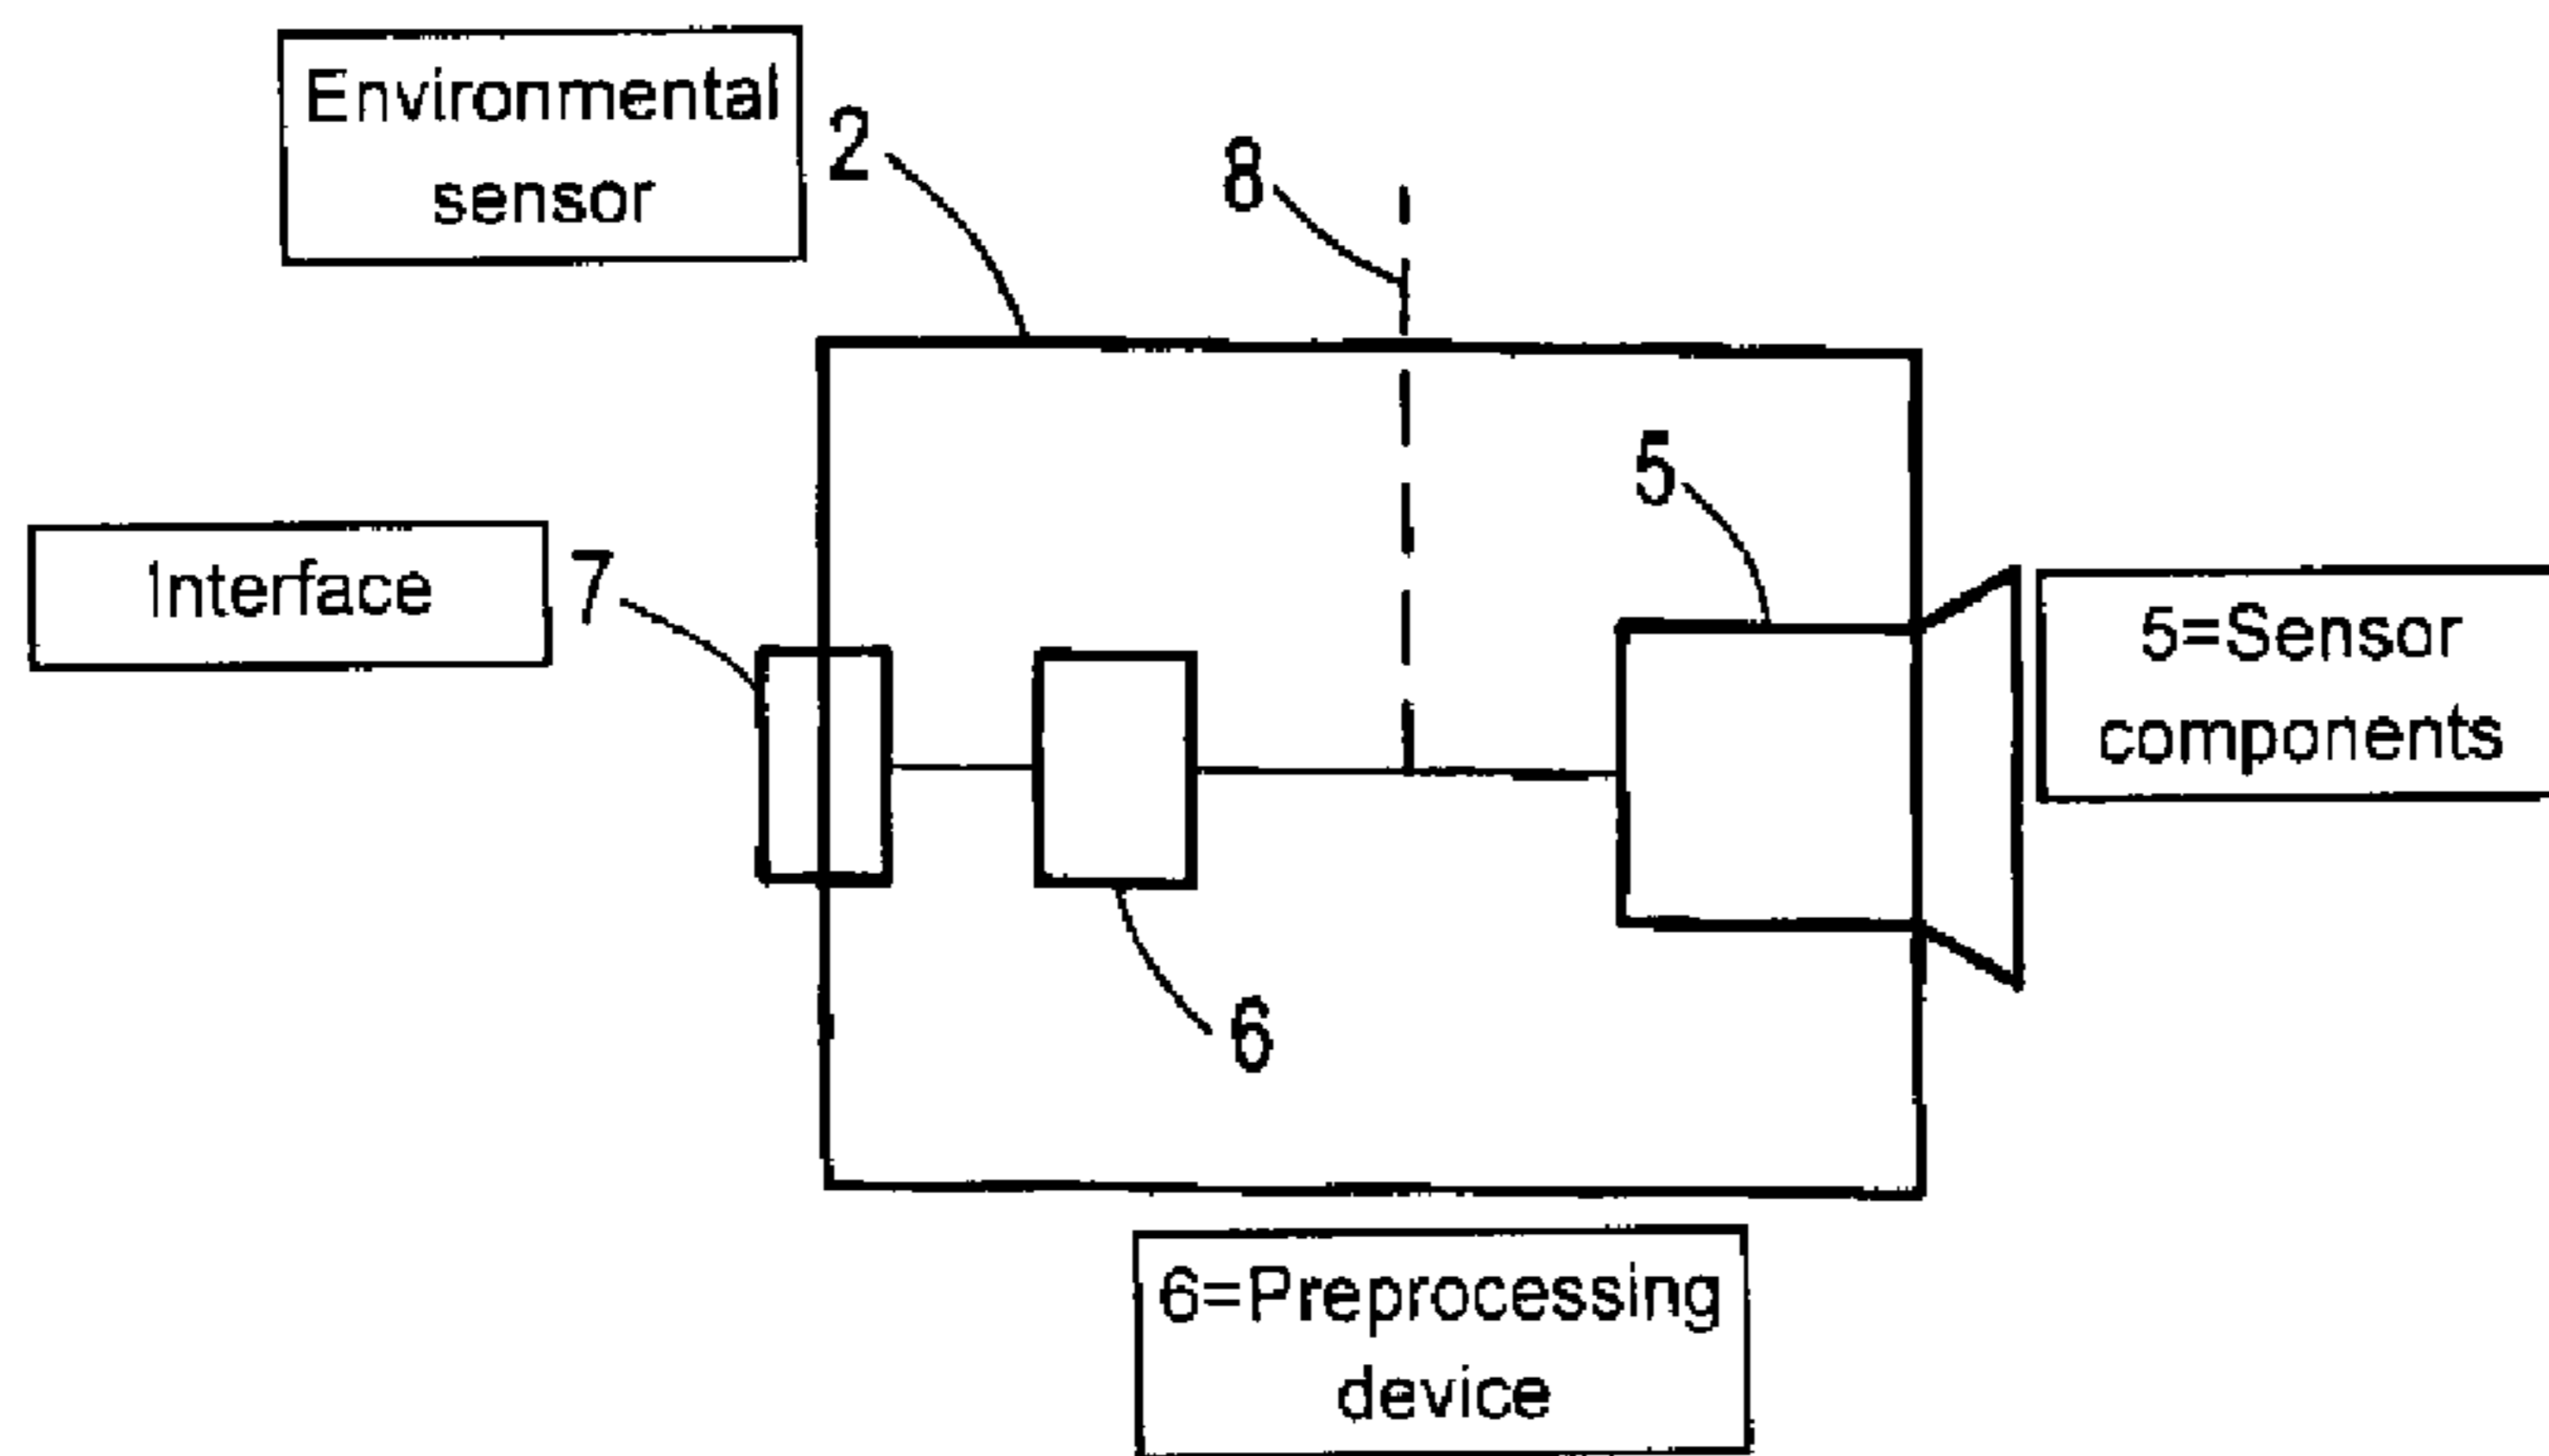 Environmental
sensor
2
8
5
Interface
7
5=Sensor
components
6
6=Preprocessing
device